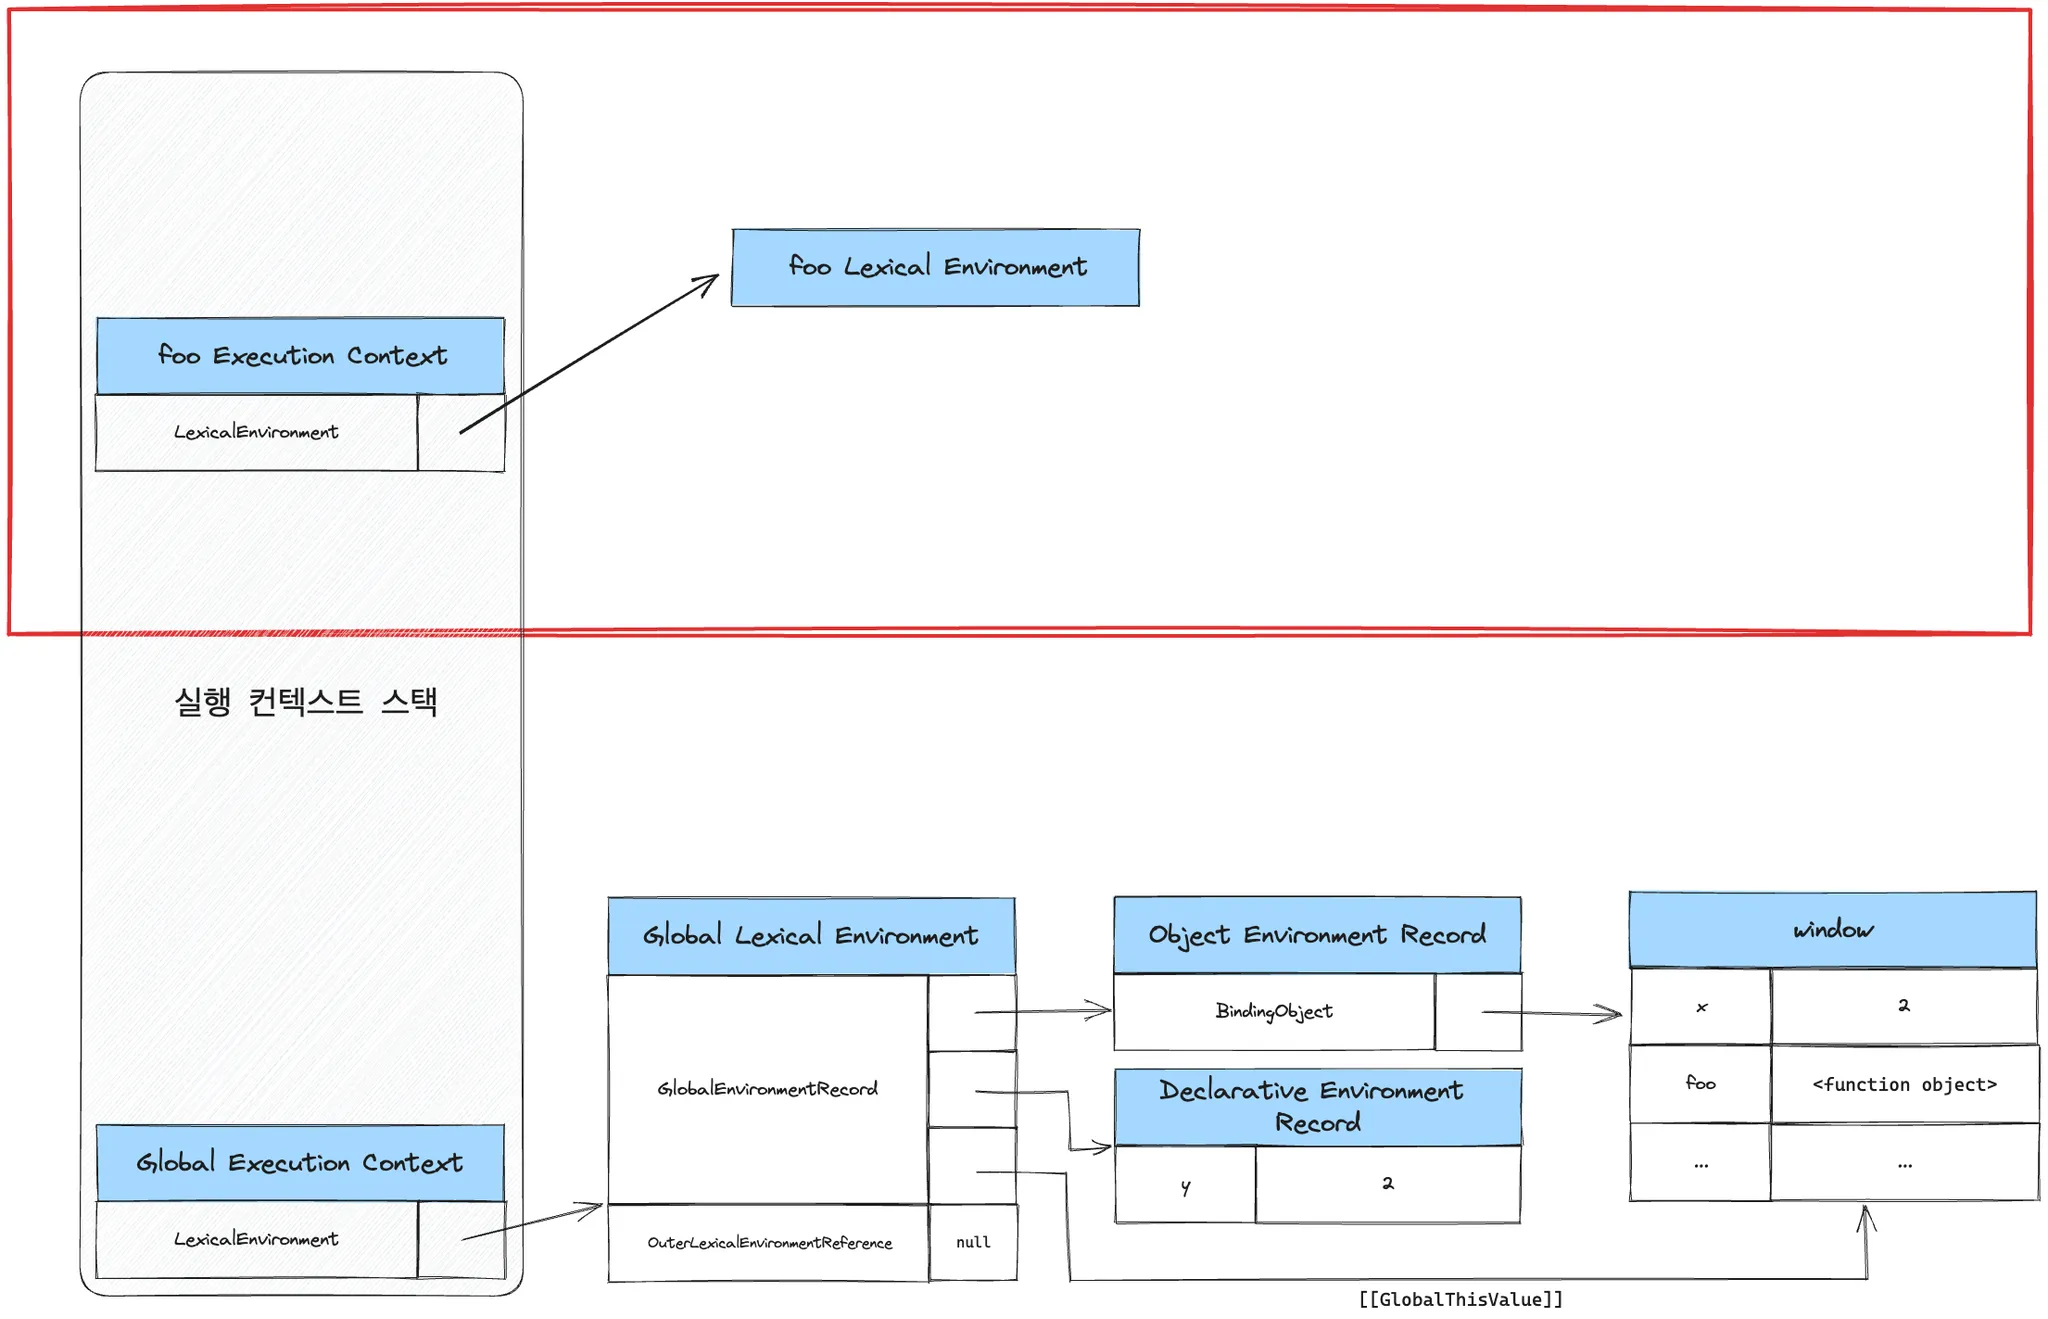 foo Lexical Environment
foo Execution Context
LexicalEnvironment
실행 컨텍스트 스택
Global Execution Context
LexicalEnvironment
Global Lexical Environment
GlobalEnvironmentRecord
OuterLexicalEnvironmentReference
null
Object Environment Record
BindingObject
Declarative Environment
Record
y
2
window
x
2
foo
<function object>
...
...
[[GlobalThisValue]]